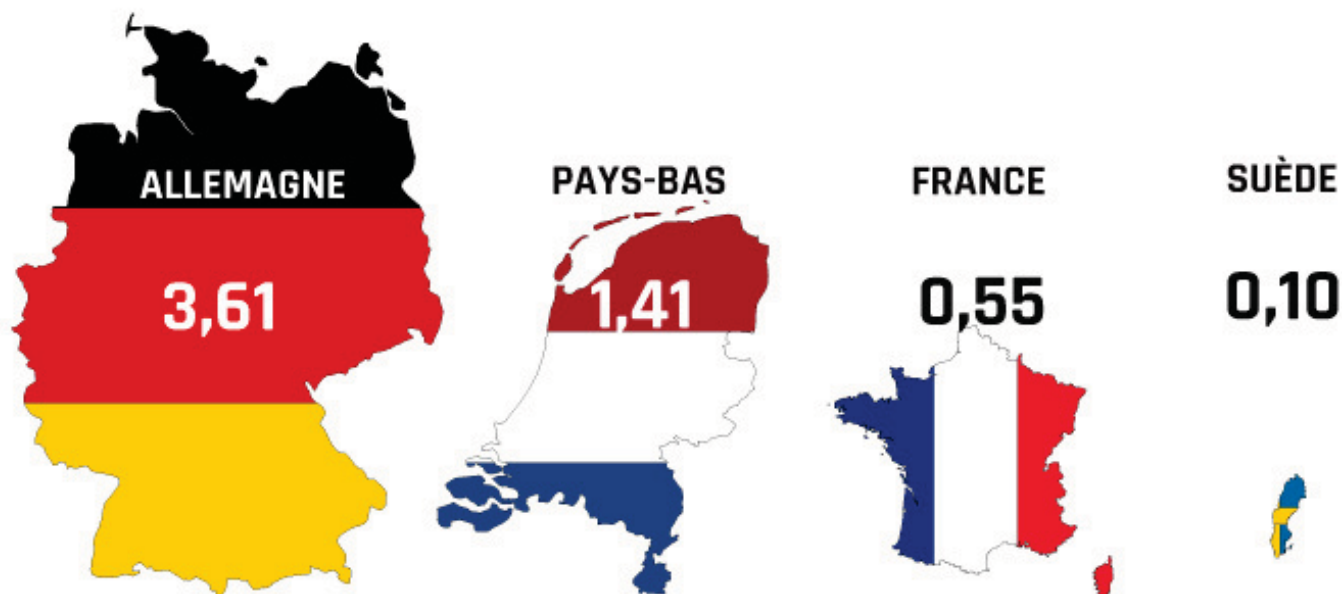 ALLEMAGNE
3,61
PAYS-BAS
1,41
FRANCE
0,55
SUÈDE
0,10